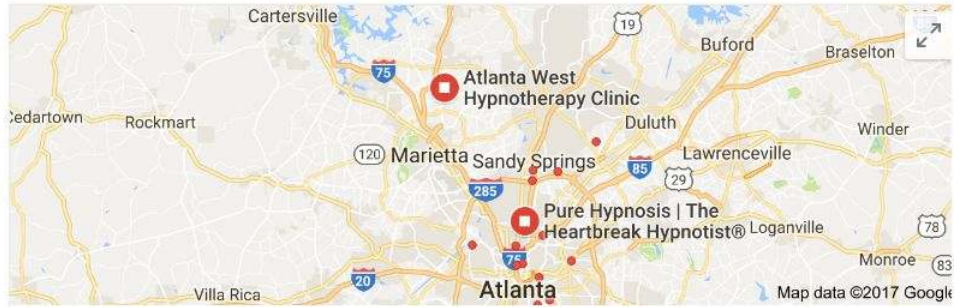 Cartersville
19
Buford
Braselton
75
Atlanta West
Hypnotherapy Clinic
Cedartown
Rockmart
Duluth
Winder
120
Marietta
Sandy Springs
85
Lawrenceville
29
285
Pure Hypnosis | The
Heartbreak Hypnotist®
Loganville
78
75
Monroe
83
20
Villa Rica
Atlanta
Map data ©2017 Google